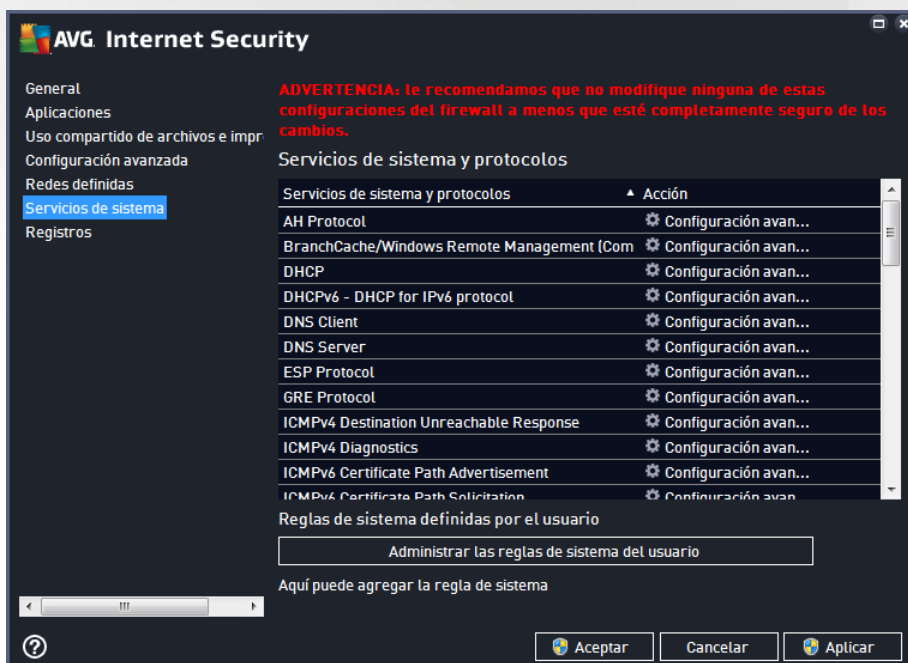 AVG Internet Security
General
Aplicaciones
Uso compartido de archivos e impr
Configuración avanzada
Redes definidas
Servicios de sistema
Registros
ADVERTENCIA: le recomendamos que no modifique ninguna de estas
configuraciones del firewall a menos que esté completamente seguro de los
cambios.
Servicios de sistema y protocolos
Servicios de sistema y protocolos Acción
AH Protocol Configuración avan...
BranchCache/Windows Remote Management (Com Configuración avan...
DHCP Configuración avan...
DHCPv6 - DHCP for IPv6 protocol Configuración avan...
DNS Client Configuración avan...
DNS Server Configuración avan...
ESP Protocol Configuración avan...
GRE Protocol Configuración avan...
ICMPv4 Destination Unreachable Response Configuración avan...
ICMPv4 Diagnostics Configuración avan...
ICMPv6 Certificate Path Advertisement Configuración avan...
ICMPv6 Certificate Path Solicitation Configuración avan...
Reglas de sistema definidas por el usuario
Administrar las reglas de sistema del usuario
Aquí puede agregar la regla de sistema
Aceptar Cancelar Aplicar